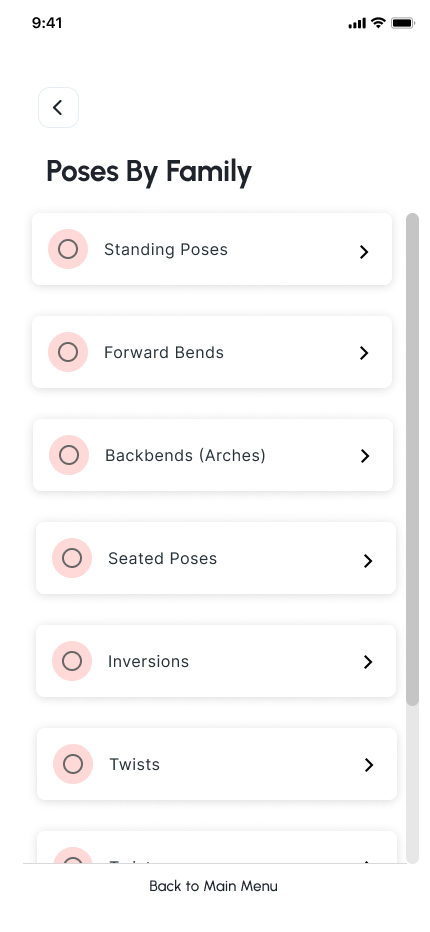 9:41
Poses By Family
Standing Poses
Forward Bends
Backbends (Arches)
Seated Poses
Inversions
Twists
Back to Main Menu